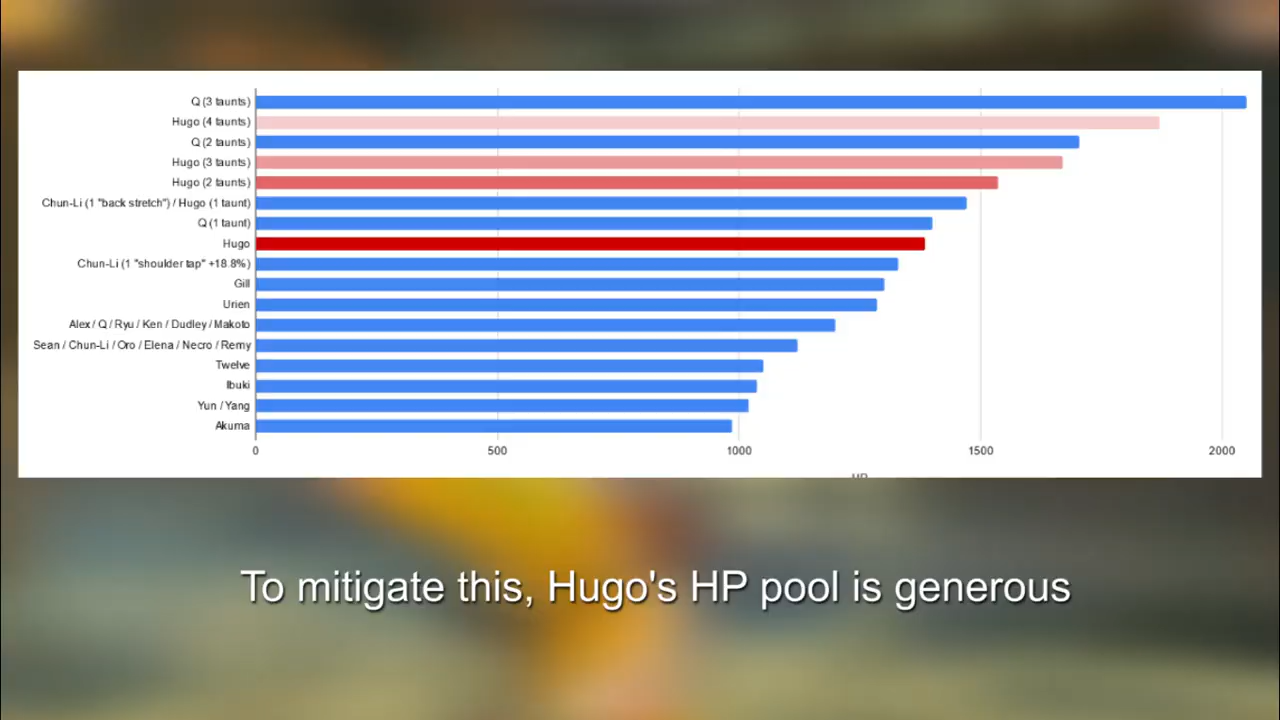 Q (3 taunts)
Hugo (4 taunts)
Q (2 taunts)
Hugo (3 taunts)
Hugo (2 taunts)
Chun-Li (1 "back stretch") / Hugo (1 taunt)
Q (1 taunt)
Hugo
Chun-Li (1 "shoulder tap" +18.8%)
Gill
Urien
Alex / Q / Ryu / Ken / Dudley / Makoto
Sean / Chun-Li / Oro / Elena / Necro / Remy
Twelve
Ibuki
Yun / Yang
Akuma
0 500 1000 1500 2000
HP
To mitigate this, Hugo's HP pool is generous